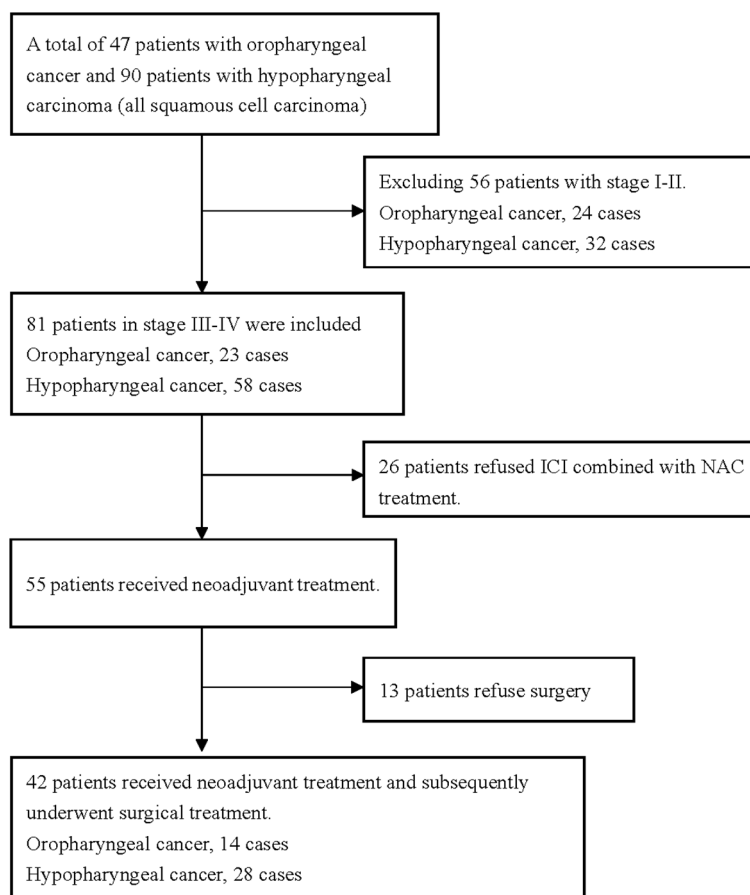 A total of 47 patients with oropharyngeal
cancer and 90 patients with hypopharyngeal
carcinoma (all squamous cell carcinoma)
Excluding 56 patients with stage I-II.
Oropharyngeal cancer, 24 cases
Hypopharyngeal cancer, 32 cases
81 patients in stage III-IV were included
Oropharyngeal cancer, 23 cases
Hypopharyngeal cancer, 58 cases
26 patients refused ICI combined with NAC
treatment.
55 patients received neoadjuvant treatment.
13 patients refuse surgery
42 patients received neoadjuvant treatment and subsequently
underwent surgical treatment.
Oropharyngeal cancer, 14 cases
Hypopharyngeal cancer, 28 cases